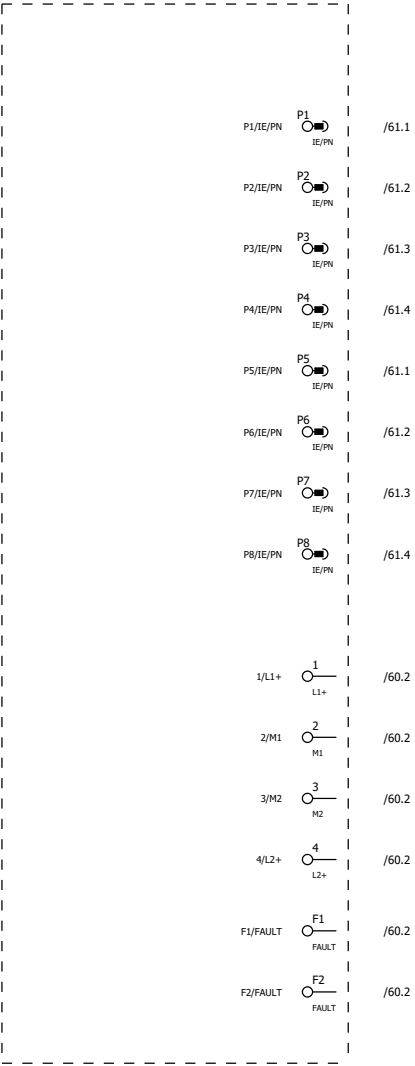 P1
P1/IE/PN /61.1
IE/PN
P2
P2/IE/PN /61.2
IE/PN
P3
P3/IE/PN /61.3
IE/PN
P4
P4/IE/PN /61.4
IE/PN
P5
P5/IE/PN /61.1
IE/PN
P6
P6/IE/PN /61.2
IE/PN
P7
P7/IE/PN /61.3
IE/PN
P8
P8/IE/PN /61.4
IE/PN
1
1/L1+ /60.2
L1+
2
2/M1 /60.2
M1
3
3/M2 /60.2
M2
4
4/L2+ /60.2
L2+
F1
F1/FAULT /60.2
FAULT
F2
F2/FAULT /60.2
FAULT